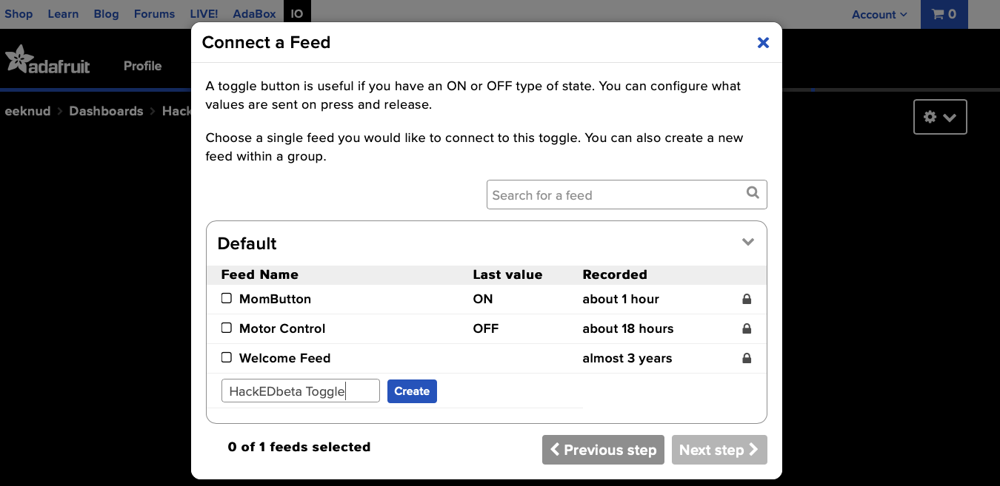 Shop Learn Blog Forums LIVE! AdaBox IO Account 0
Connect a Feed
adafruit Profile
A toggle button is useful if you have an ON or OFF type of state. You can configure what
values are sent on press and release.
eeknud Dashboards Hack
Choose a single feed you would like to connect to this toggle. You can also create a new
feed within a group.
Search for a feed
Default
Feed Name Last value Recorded
MomButton ON about 1 hour
Motor Control OFF about 18 hours
Welcome Feed almost 3 years
HackEDbeta Toggle Create
0 of 1 feeds selected Previous step Next step